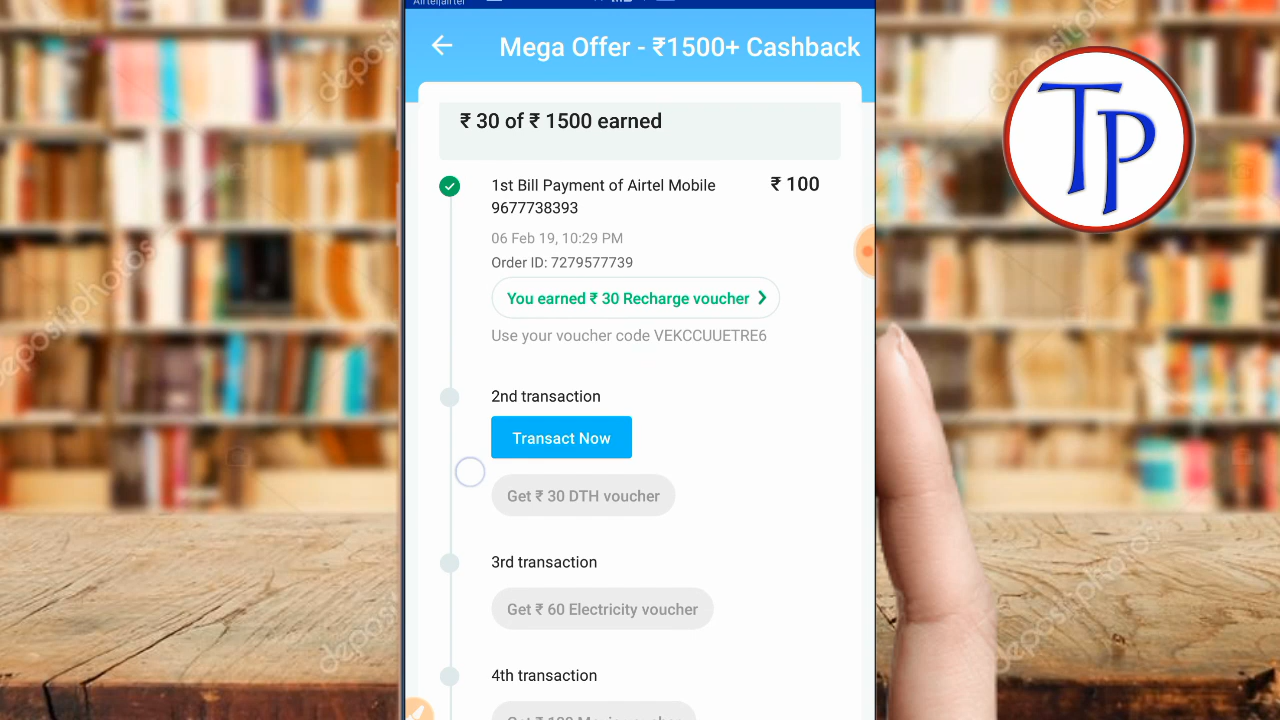 Airtel|airtel
Mega Offer - ₹1500+ Cashback
₹ 30 of ₹ 1500 earned
1st Bill Payment of Airtel Mobile ₹ 100
9677738393
06 Feb 19, 10:29 PM
Order ID: 7279577739
You earned ₹ 30 Recharge voucher
Use your voucher code VEKCCUUETRE6
2nd transaction
Transact Now
Get ₹ 30 DTH voucher
3rd transaction
Get ₹ 60 Electricity voucher
4th transaction
TP
depositphotos
depositphotos
depositphotos